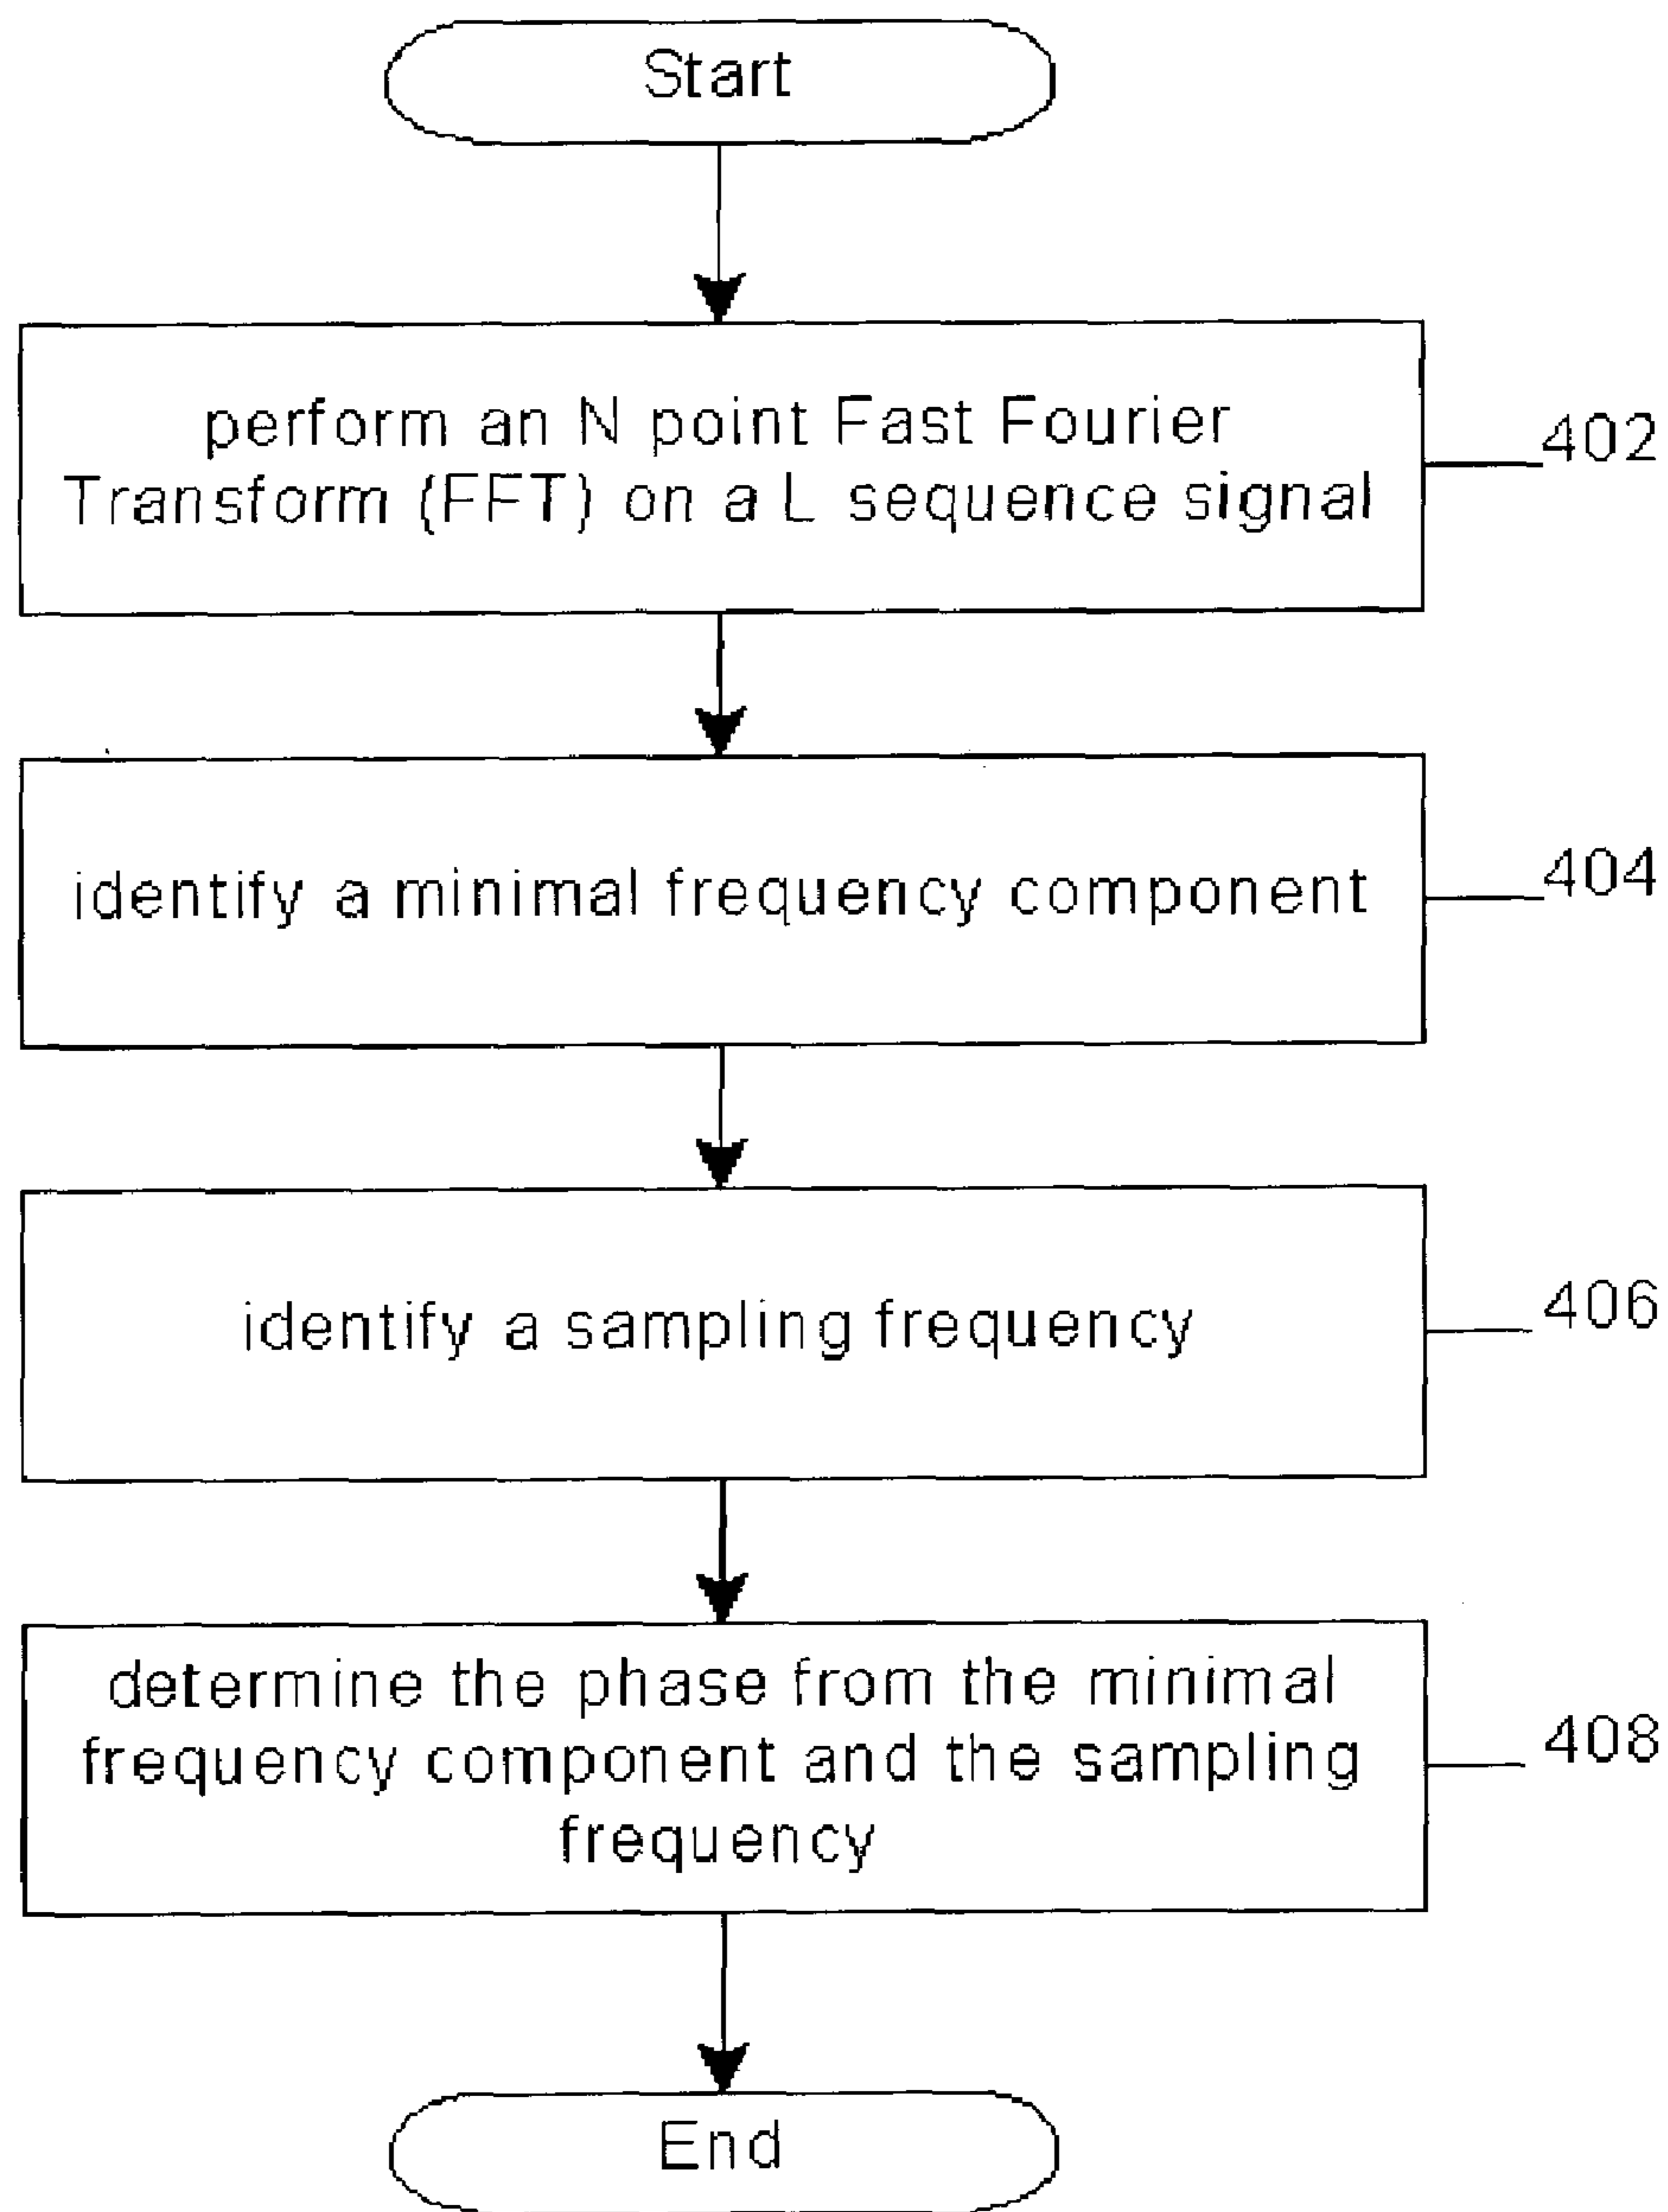 Start
perform an N point Fast Fourier
Transform (FFT) on a L sequence signal
402
identify a minimal frequency component
404
identify a sampling frequency
406
determine the phase from the minimal
frequency component and the sampling
frequency
408
End